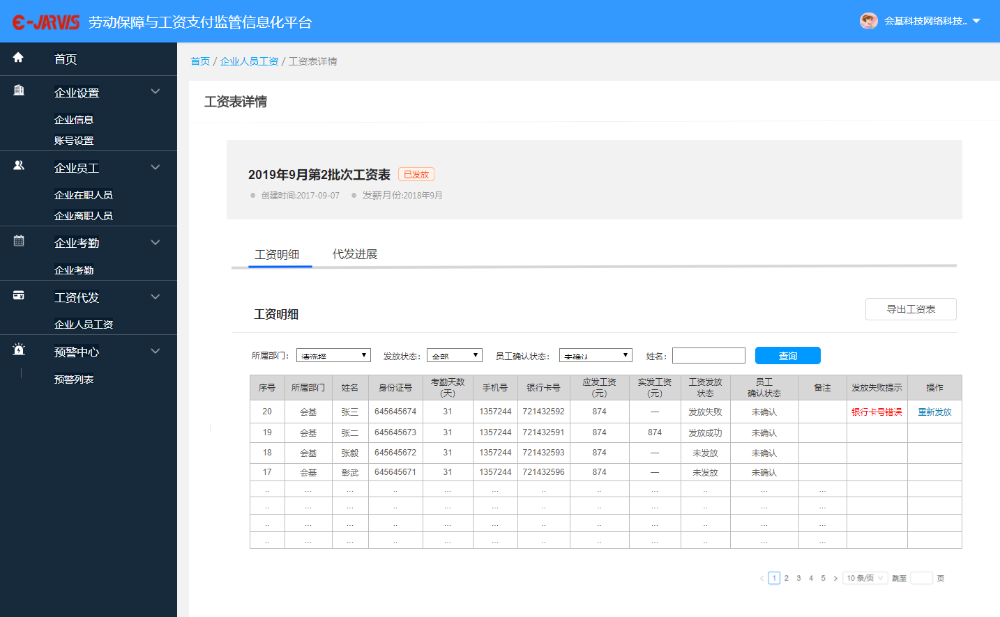 E-JARVIS 劳动保障与工资支付监管信息化平台
会基科技网络科技..
首页
企业设置
企业信息
账号设置
企业员工
企业在职人员
企业离职人员
企业考勤
企业考勤
工资代发
企业人员工资
预警中心
预警列表
首页 / 企业人员工资 / 工资表详情
工资表详情
2019年9月第2批次工资表 已发放
创建时间:2017-09-07 发薪月份:2018年9月
工资明细 代发进展
工资明细 导出工资表
所属部门: 请选择 发放状态: 全部 员工确认状态: 未确认 姓名: 查询
序号 所属部门 姓名 身份证号 考勤天数(天) 手机号 银行卡号 应发工资(元) 实发工资(元) 工资发放状态 员工确认状态 备注 发放失败提示 操作
20 会基 张三 645645674 31 1357244 721432592 874 — 发放失败 未确认 银行卡号错误 重新发放
19 会基 张二 645645673 31 1357244 721432591 874 874 发放成功 未确认
18 会基 张毅 645645672 31 1357244 721432593 874 — 未发放 未确认
17 会基 彰武 645645671 31 1357244 721432596 874 — 未发放 未确认
.. ... ... .. ... ... .. .. ... .. ... ...
.. ... ... .. ... ... .. .. ... .. ... ...
.. ... ... .. ... ... .. .. ... .. ... ...
.. ... ... .. ... ... .. .. ... .. ... ...
< 1 2 3 4 5 > 10 条/页 跳至 页